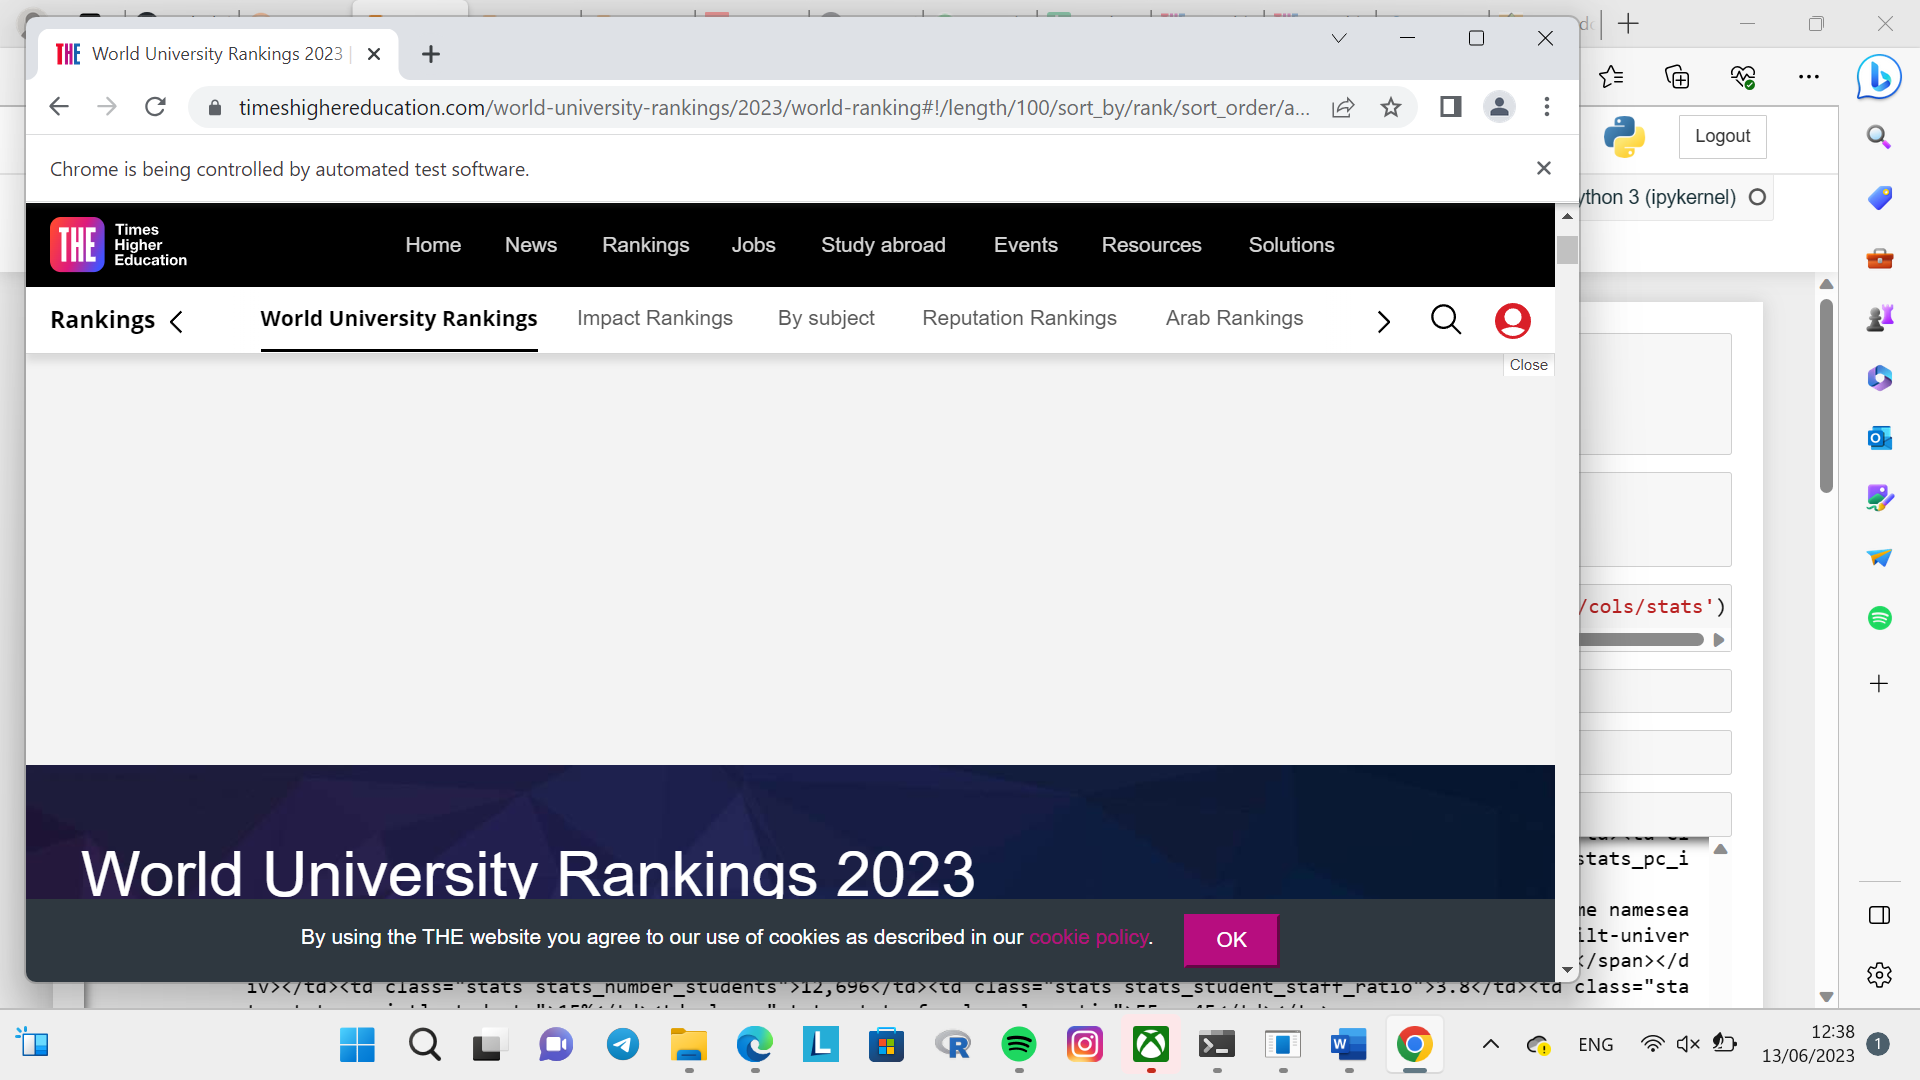 World University Rankings 2023 |
timeshighereducation.com/world-university-rankings/2023/world-ranking#!/length/100/sort_by/rank/sort_order/a...
Chrome is being controlled by automated test software.
Logout
ython 3 (ipykernel)
THE Times Higher Education
Home News Rankings Jobs Study abroad Events Resources Solutions
Rankings World University Rankings Impact Rankings By subject Reputation Rankings Arab Rankings
Close
/cols/stats')
World University Rankings 2023
stats_pc_i
me namesea
ilt-univer
By using the THE website you agree to our use of cookies as described in our cookie policy. OK
</span></d
iv></td><td class="stats stats_number_students">12,696</td><td class="stats stats_student_staff_ratio">3.8</td><td class="sta
ENG
12:38
13/06/2023
1